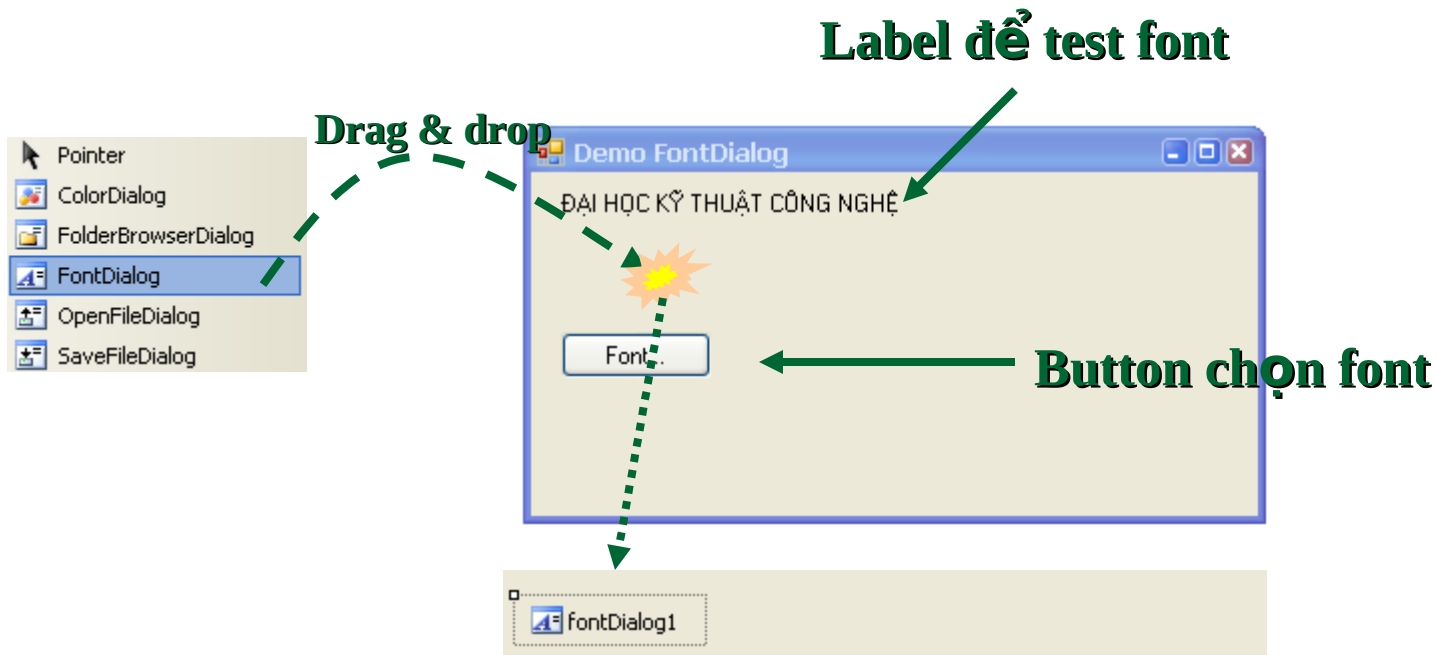 Label để test font
Drag & drop
Pointer
ColorDialog
FolderBrowserDialog
FontDialog
OpenFileDialog
SaveFileDialog
Demo FontDialog
ĐẠI HỌC KỸ THUẬT CÔNG NGHỆ
Font...
Button chọn font
fontDialog1